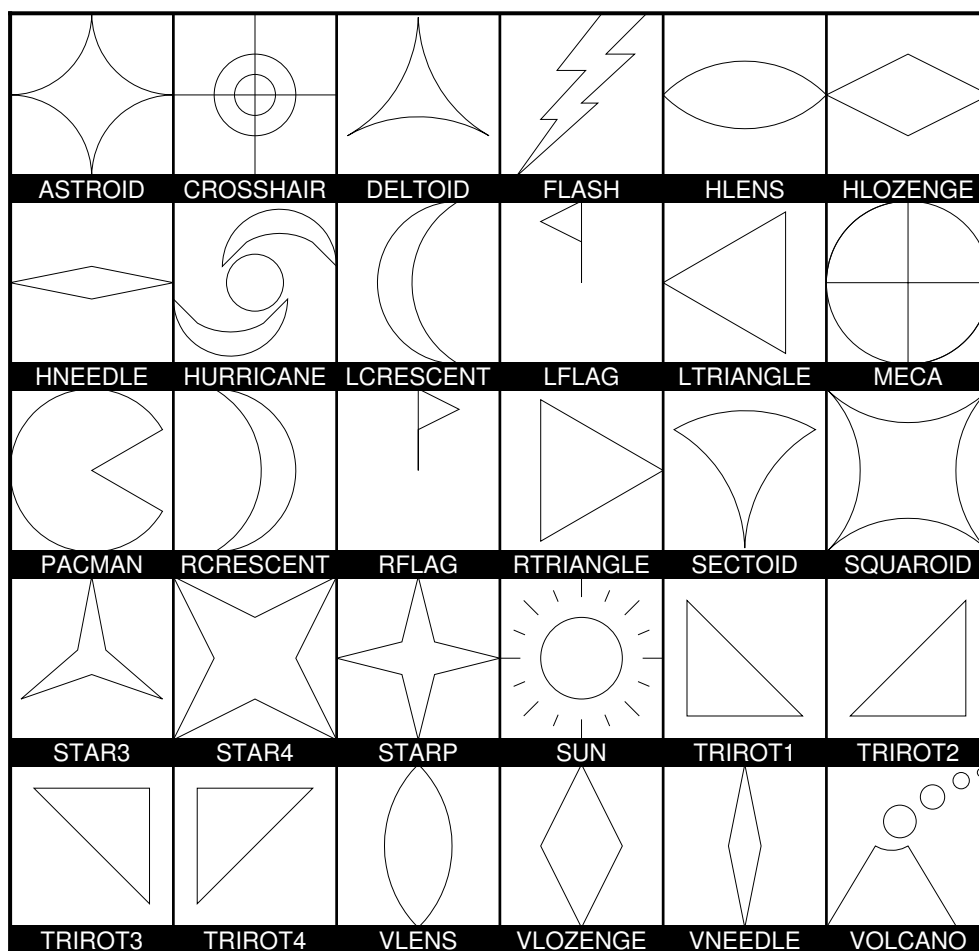 ASTROID CROSSHAIR DELTOID FLASH HLENS HLOZENGE
HNEEDLE HURRICANE LCRESCENT LFLAG LTRIANGLE MECA
PACMAN RCRESCENT RFLAG RTRIANGLE SECTOID SQUAROID
STAR3 STAR4 STARP SUN TRIROT1 TRIROT2
TRIROT3 TRIROT4 VLENS VLOZENGE VNEEDLE VOLCANO